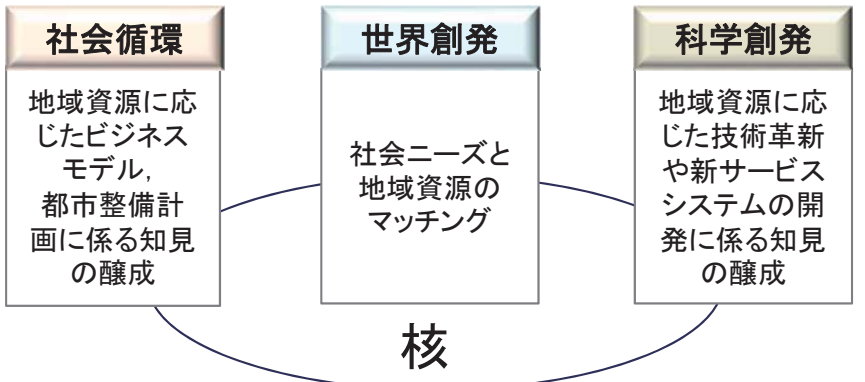 社会循環
地域資源に応
じたビジネス
モデル,
都市整備計
画に係る知見
の醸成
世界創発
社会ニーズと
地域資源の
マッチング
科学創発
地域資源に応
じた技術革新
や新サービス
システムの開
発に係る知見
の醸成
核